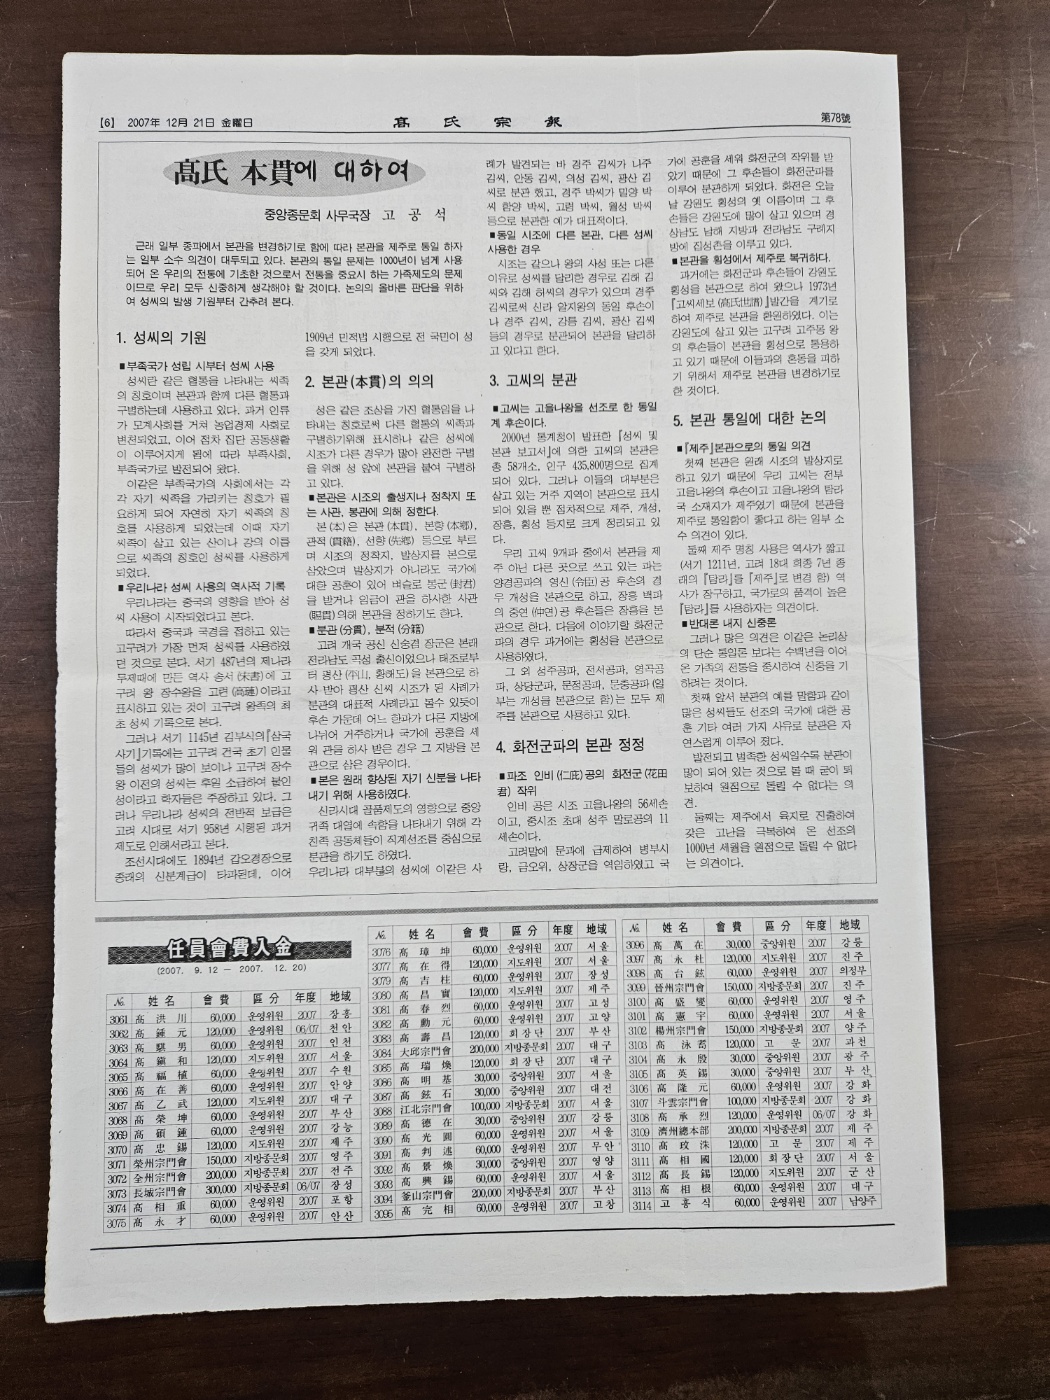 【6】 2007年 12月 21日 金曜日
高氏宗報
第78號
高氏 本貫에 대하여
중앙종문회 사무국장 고 공 석
근래 일부 종파에서 본관을 변경하기로 함에 따라 본관을 제주로 통일 하자
는 일부 소수 의견이 대두되고 있다. 본관의 통일 문제는 1000년이 넘게 사용
되어 온 우리의 전통에 기초한 것으로서 전통을 중요시 하는 가족제도의 문제
이므로 우리 모두 신중하게 생각해야 할 것이다. 논의의 올바른 판단을 위하
여 성씨의 발생 기원부터 간추려 본다.
1. 성씨의 기원
■부족국가 성립 시부터 성씨 사용
성씨란 같은 혈통을 나타내는 씨족
의 칭호이며 본관과 함께 다른 혈통과
구별하는데 사용하고 있다. 과거 인류
가 모계사회를 거쳐 농업경제 사회로
변천되었고, 이어 점차 집단 공동생활
이 이루어지게 됨에 따라 부족사회,
부족국가로 발전되어 왔다.
이같은 부족국가의 사회에서는 각
각 자기 씨족을 가리키는 칭호가 필
요하게 되어 자연히 자기 씨족의 칭
호를 사용하게 되었는데 이때 자기
씨족이 살고 있는 산이나 강의 이름
으로 씨족의 칭호인 성씨를 사용하게
되었다.
■우리나라 성씨 사용의 역사적 기록
우리나라는 중국의 영향을 받아 성
씨 사용이 시작되었다고 본다.
따라서 중국과 국경을 접하고 있는
고구려가 가장 먼저 성씨를 사용하였
던 것으로 본다. 서기 487년의 제나라
무제때에 만든 역사 송서(宋書)에 고
구려 왕 장수왕을 고련(高璉)이라고
표시하고 있는 것이 고구려 왕족의 최
초 성씨 기록으로 본다.
그러나 서기 1145년 김부식의『삼국
사기』기록에는 고구려 건국 초기 인물
들의 성씨가 많이 보이나 고구려 장수
왕 이전의 성씨는 후일 소급하여 붙인
성이라고 학자들은 주장하고 있다. 그
러나 우리나라 성씨의 전반적 보급은
고려 시대로 서기 958년 시행된 과거
제도로 인해서라고 본다.
조선시대에도 1894년 갑오경장으로
종래의 신분계급이 타파된데, 이어
1909년 민적법 시행으로 전 국민이 성
을 갖게 되었다.
2. 본관(本貫)의 의의
성은 같은 조상을 가진 혈통임을 나
타내는 칭호로써 다른 혈통의 씨족과
구별하기위해 표시하나 같은 성씨에
시조가 다른 경우가 많아 완전한 구별
을 위해 성 앞에 본관을 붙여 구별하
고 있다.
■본관은 시조의 출생지나 정착지 또
는 사관, 봉관에 의해 정한다.
본(本)은 본관(本貫), 본향(本鄕),
관적(貫籍), 선향(先鄕) 등으로 부르
며 시조의 정착지, 발상지를 본으로
삼았으며 발상지가 아니라도 국가에
대한 공훈이 있어 벼슬로 봉군(封君)
을 받거나 임금이 관을 하사한 사관
(賜貫)의해 본관을 정하기도 한다.
■분관(分貫), 분적(分籍)
고려 개국 공신 신숭겸 장군은 본래
전라남도 곡성 출신이었으나 태조로부
터 평산(平山, 황해도)을 본관으로 하
사 받아 평산 신씨 시조가 된 사례가
분관의 대표적 사례라고 볼수 있듯이
후손 가운데 어느 한파가 다른 지방에
나뉘어 거주하거나 국가에 공훈을 세
워 관을 하사 받은 경우 그 지방을 본
관으로 삼은 경우이다.
■본은 원래 향상된 자기 신분을 나타
내기 위해 사용하였다.
신라시대 골품제도의 영향으로 중앙
귀족 대열에 속함을 나타내기 위해 각
친족 공동체들이 직계선조를 중심으로
분관을 하기도 하였다.
우리나라 대부분의 성씨에 이같은 사
례가 발견되는 바 경주 김씨가 나주
김씨, 안동 김씨, 의성 김씨, 광산 김
씨로 분관 했고, 경주 박씨가 밀양 박
씨 함양 박씨, 고령 박씨, 월성 박씨
등으로 분관한 예가 대표적이다.
■동일 시조에 다른 본관, 다른 성씨
사용한 경우
시조는 같으나 왕의 사성 또는 다른
이유로 성씨를 달리한 경우로 김해 김
씨와 김해 허씨의 경우가 있으며 경주
김씨로써 신라 알지왕의 동일 후손이
나 경주 김씨, 강릉 김씨, 광산 김씨
등의 경우로 분관되어 본관을 달리하
고 있다고 한다.
3. 고씨의 분관
■고씨는 고을나왕을 선조로 한 동일
계 후손이다.
2000년 통계청이 발표한 『성씨 및
본관 보고서』에 의한 고씨의 본관은
총 58개소, 인구 435,800명으로 집계
되어 있다. 그러나 이들의 대부분은
살고 있는 거주 지역이 본관으로 표시
되어 있을 뿐 집차적으로 제주, 개성,
장흥, 횡성 등지로 크게 정리되고 있
다.
우리 고씨 9개파 중에서 본관을 제
주 아닌 다른 곳으로 쓰고 있는 파는
양경공파의 영신(令臣)공 후손의 경
우 개성을 본관으로 하고, 장흥 백파
의 중연(仲硏)공 후손들은 장흥을 본
관으로 한다. 다음에 이야기할 화전군
파의 경우 과거에는 횡성을 본관으로
사용하였다.
그 외 성주공파, 전서공파, 영곡공
파, 상당군파, 문정공파, 문충공파(일
부는 개성을 본관으로 함)는 모두 제
주를 본관으로 사용하고 있다.
4. 화전군파의 본관 정정
■파조 인비(仁庇)공의 화전군(花田
君) 작위
인비 공은 시조 고을나왕의 56세손
이고, 중시조 초대 성주 말로공의 11
세손이다.
고려말에 문과에 급제하여 병부시
랑, 금오위, 상장군을 역임하였고 국
가에 공훈을 세워 화전군의 작위를 받
았기 때문에 그 후손들이 화전군파를
이루어 분관하게 되었다. 화전은 오늘
날 강원도 횡성의 옛 이름이며 그 후
손들은 강원도에 많이 살고 있으며 경
상남도 남해 지방과 전라남도 구례지
방에 집성촌을 이루고 있다.
■본관을 횡성에서 제주로 복귀하다.
과거에는 화전군파 후손들이 강원도
횡성을 본관으로 하여 왔으나 1973년
『고씨세보(高氏世譜)』발간을 계기로
하여 제주로 본관을 환원하였다. 이는
강원도에 살고 있는 고구려 고주몽 왕
의 후손들이 본관을 횡성으로 통용하
고 있기 때문에 이들과의 혼동을 피하
기 위해서 제주로 본관을 변경하기로
한 것이다.
5. 본관 통일에 대한 논의
■『제주』본관으로의 통일 의견
첫째 본관은 원래 시조의 발상지로
하고 있기 때문에 우리 고씨는 전부
고을나왕의 후손이고 고을나왕의 탐라
국 소재지가 제주였기 때문에 본관을
제주로 통일함이 좋다고 하는 일부 소
수 의견이 있다.
둘째 제주 명칭 사용은 역사가 짧고
(서기 1211년, 고려 18대 희종 7년 종
래의 『탐라』를 『제주』로 변경 함) 역
사가 장구하고, 국가로의 품격이 높은
『탐라』를 사용하자는 의견이다.
■반대론 내지 신중론
그러나 많은 의견은 이같은 논리상
의 단순 통일론 보다는 수백년을 이어
온 가족의 전통을 중시하여 신중을 기
하려는 것이다.
첫째 앞서 분관의 예를 말함과 같이
많은 성씨들도 선조의 국가에 대한 공
훈 기타 여러 가지 사유로 분관은 자
연스럽게 이루어 졌다.
발전되고 번족한 성씨일수록 분관이
많이 되어 있는 것으로 볼 때 굳이 퇴
보하여 원점으로 돌릴 수 없다는 의
견.
둘째는 제주에서 육지로 진출하여
갖은 고난을 극복하여 온 선조의
1000년 세월을 원점으로 돌릴 수 없다
는 의견이다.
任員會費入金
(2007. 9.12 － 2007. 12.20)
№ 姓名 會費 區分 年度 地域
3061 高洪川 60,000 운영위원 2007 장흥
3062 高鍾元 120,000 운영위원 06/07 천안
3063 高騏男 60,000 운영위원 2007 인천
3064 高鐵和 120,000 지도위원 2007 서울
3065 高福植 60,000 운영위원 2007 수원
3066 高在善 60,000 운영위원 2007 안양
3067 高乙武 120,000 지도위원 2007 대구
3068 高榮坤 60,000 운영위원 2007 부산
3069 高碩鍾 60,000 운영위원 2007 강능
3070 高忠錫 120,000 지도위원 2007 제주
3071 榮州宗門會 150,000 지방종문회 2007 영주
3072 全州宗門會 200,000 지방종문회 2007 전주
3073 長城宗門會 300,000 지방종문회 06/07 장성
3074 高相重 60,000 운영위원 2007 포항
3075 高永才 60,000 운영위원 2007 안산
№ 姓名 會費 區分 年度 地域
3076 高璋坤 60,000 운영위원 2007 서울
3077 高在得 120,000 지도위원 2007 서울
3079 高吉柱 60,000 운영위원 2007 장성
3080 高昌實 120,000 지도위원 2007 제주
3081 高春烈 60,000 운영위원 2007 고성
3082 高勳元 60,000 운영위원 2007 고양
3083 高壽昌 120,000 회장단 2007 부산
3084 大邱宗門會 200,000 지방종문회 2007 대구
3085 高瑞煥 120,000 회장단 2007 대구
3086 高明基 30,000 중앙위원 2007 서울
3087 高鉉石 30,000 중앙위원 2007 대전
3088 江北宗門會 100,000 지방종문회 2007 서울
3089 高德在 30,000 중앙위원 2007 강릉
3090 高光圓 60,000 운영위원 2007 서울
3091 高判述 60,000 운영위원 2007 무안
3092 高景煥 30,000 중앙위원 2007 영양
3093 高興錫 60,000 운영위원 2007 서울
3094 釜山宗門會 200,000 지방종문회 2007 부산
3095 高完相 60,000 운영위원 2007 고창
№ 姓名 會費 區分 年度 地域
3096 高萬在 30,000 중앙위원 2007 강릉
3097 高永杜 120,000 지도위원 2007 진주
3098 高台鉉 60,000 운영위원 2007 의정부
3099 晉州宗門會 150,000 지방종문회 2007 진주
3100 高盛燮 60,000 운영위원 2007 영주
3101 高憲宇 60,000 운영위원 2007 서울
3102 楊州宗門會 150,000 지방종문회 2007 양주
3103 高泳蕎 120,000 고문 2007 과천
3104 高永殷 30,000 중앙위원 2007 광주
3105 高英錫 30,000 중앙위원 2007 부산
3106 高隆元 60,000 운영위원 2007 강화
3107 斗雲宗門會 100,000 지방종문회 2007 강화
3108 高承烈 120,000 운영위원 06/07 강화
3109 濟州總本部 200,000 지방종문회 2007 제주
3110 高政洙 120,000 고문 2007 제주
3111 高相國 120,000 회장단 2007 서울
3112 高長錫 120,000 지도위원 2007 군산
3113 高相根 60,000 운영위원 2007 대구
3114 고홍식 60,000 운영위원 2007 남양주